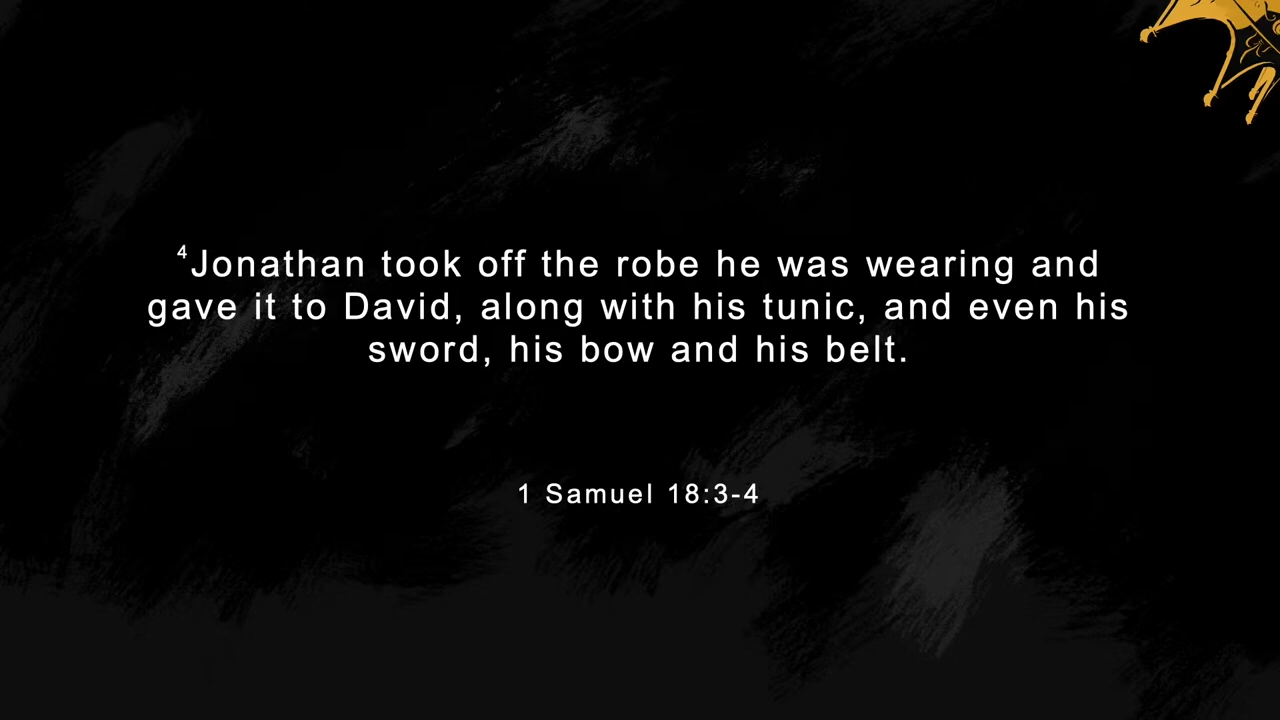 ⁴Jonathan took off the robe he was wearing and
gave it to David, along with his tunic, and even his
sword, his bow and his belt.
1 Samuel 18:3-4